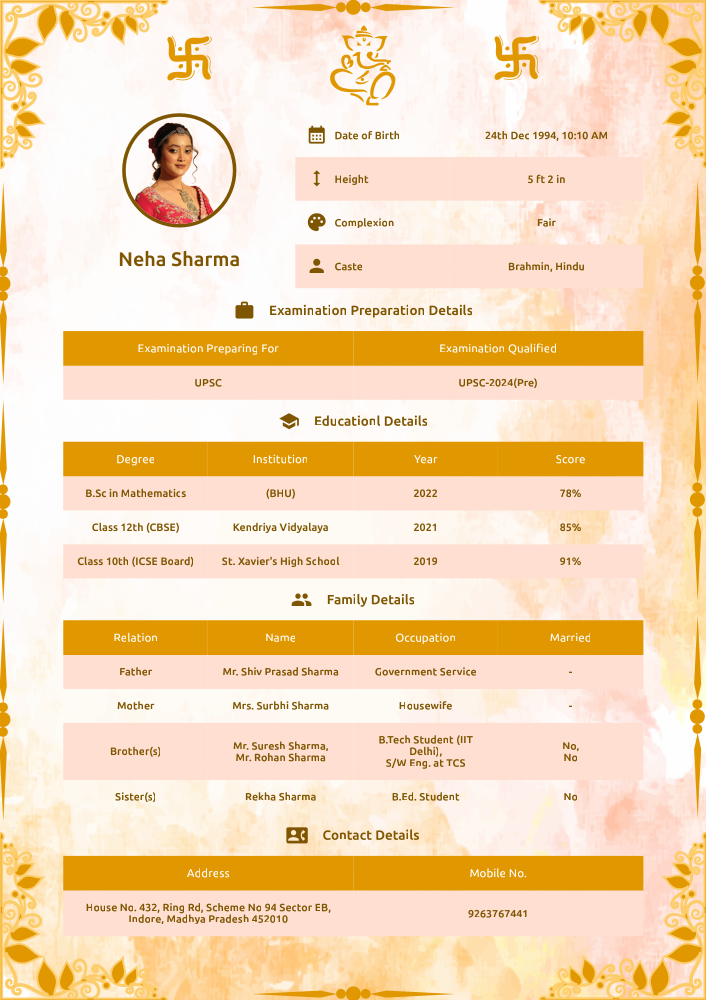 Date of Birth 24th Dec 1994, 10:10 AM
Height 5 ft 2 in
Complexion Fair
Neha Sharma
Caste Brahmin, Hindu
Examination Preparation Details
Examination Preparing For Examination Qualified
UPSC UPSC-2024(Pre)
Educationl Details
Degree Institution Year Score
B.Sc in Mathematics (BHU) 2022 78%
Class 12th (CBSE) Kendriya Vidyalaya 2021 85%
Class 10th (ICSE Board) St. Xavier's High School 2019 91%
Family Details
Relation Name Occupation Married
Father Mr. Shiv Prasad Sharma Government Service -
Mother Mrs. Surbhi Sharma Housewife -
Brother(s)
Mr. Suresh Sharma,
Mr. Rohan Sharma
B.Tech Student (IIT
Delhi),
S/W Eng. at TCS
No,
No
Sister(s) Rekha Sharma B.Ed. Student No
Contact Details
Address Mobile No.
House No. 432, Ring Rd, Scheme No 94 Sector EB,
Indore, Madhya Pradesh 452010
9263767441